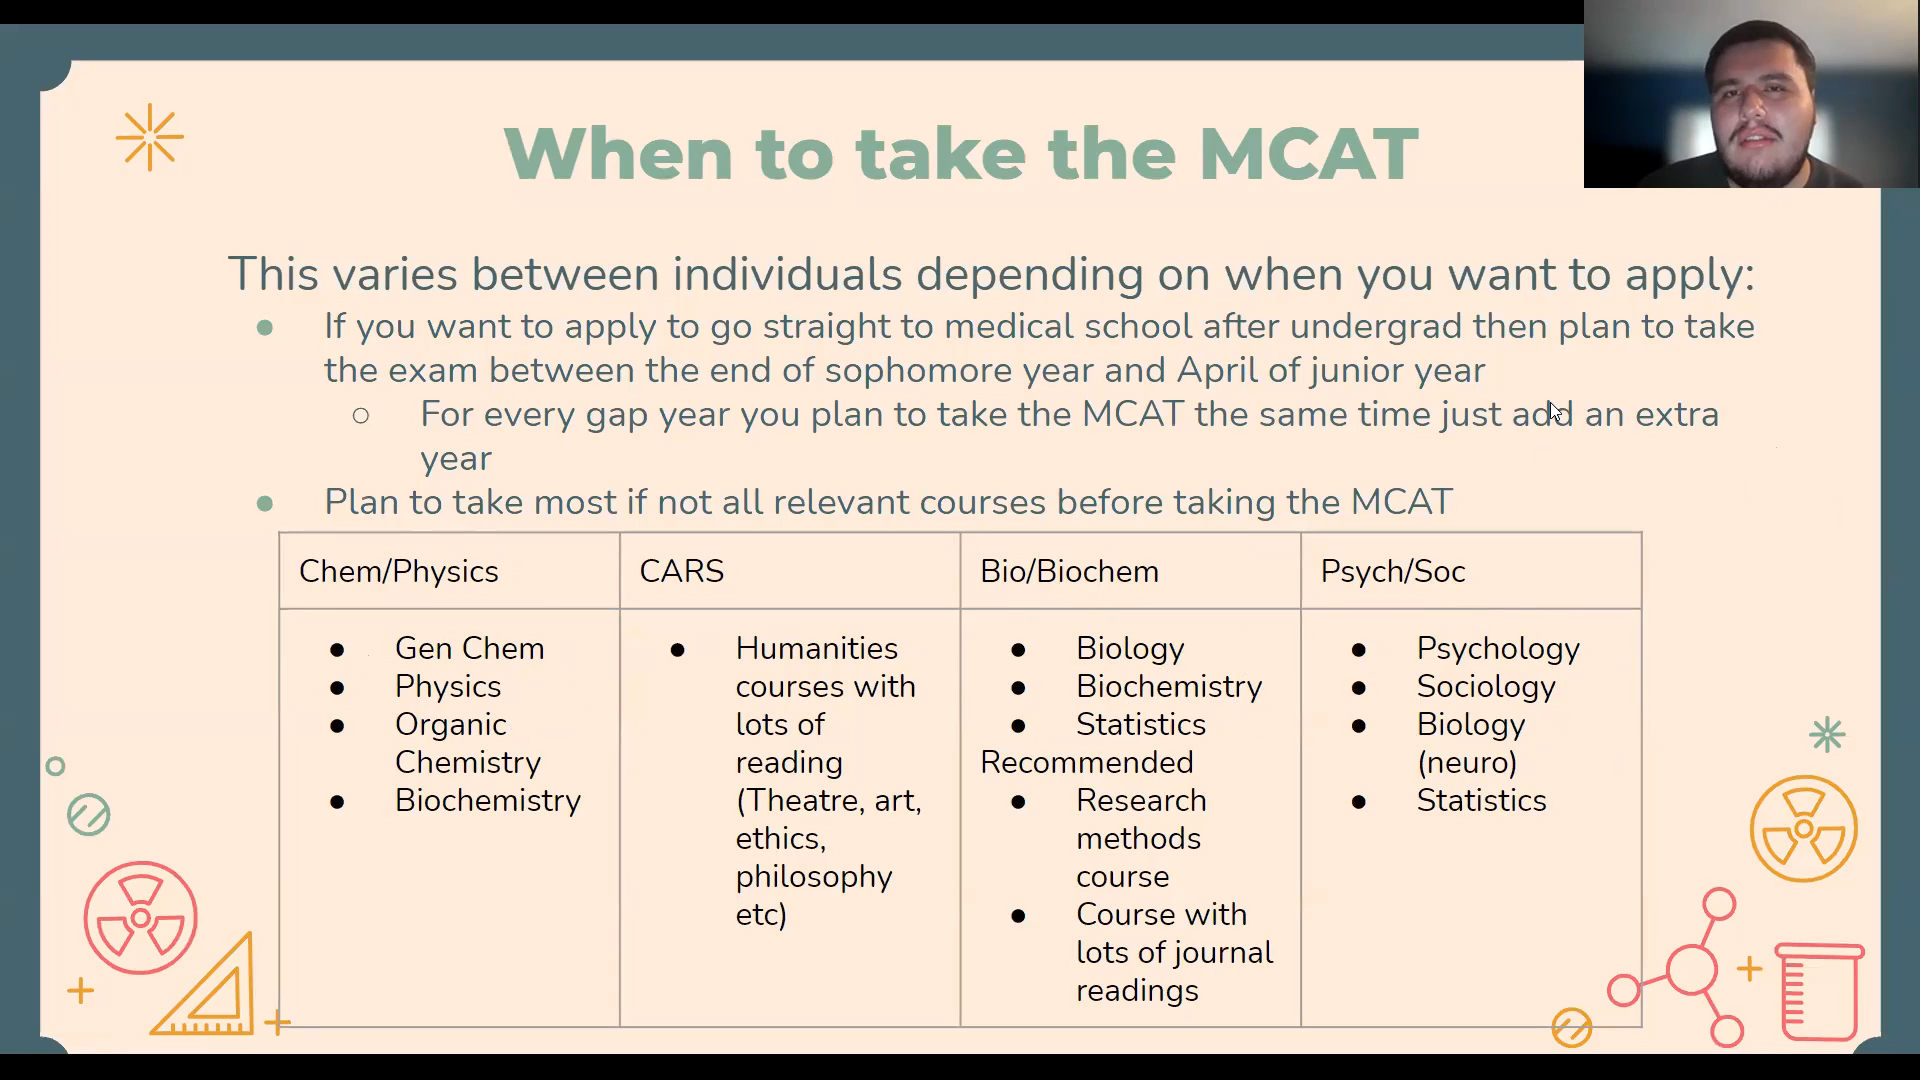 When to take the MCAT
This varies between individuals depending on when you want to apply:
● If you want to apply to go straight to medical school after undergrad then plan to take
the exam between the end of sophomore year and April of junior year
○ For every gap year you plan to take the MCAT the same time just add an extra
year
● Plan to take most if not all relevant courses before taking the MCAT
Chem/Physics
● Gen Chem
● Physics
● Organic
Chemistry
● Biochemistry
CARS
● Humanities
courses with
lots of
reading
(Theatre, art,
ethics,
philosophy
etc)
Bio/Biochem
● Biology
● Biochemistry
● Statistics
Recommended
● Research
methods
course
● Course with
lots of journal
readings
Psych/Soc
● Psychology
● Sociology
● Biology
(neuro)
● Statistics